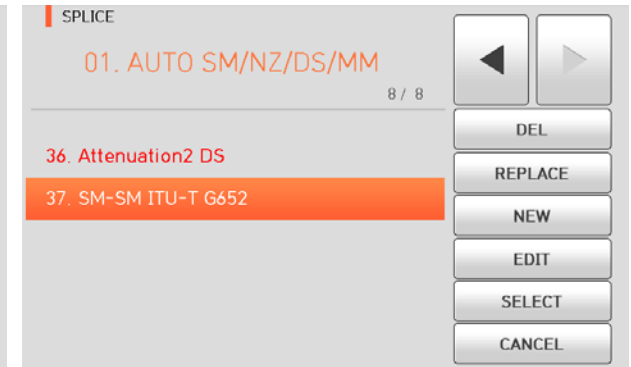 SPLICE
01. AUTO SM/NZ/DS/MM
8 / 8
36. Attenuation2 DS
37. SM-SM ITU-T G652
DEL
REPLACE
NEW
EDIT
SELECT
CANCEL